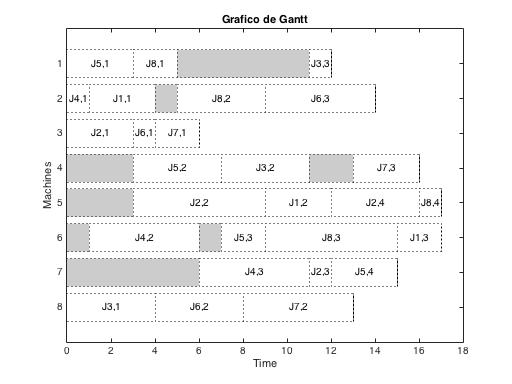 Grafico de Gantt
1 J5,1 J8,1 J3,3
2 J4,1 J1,1 J8,2 J6,3
3 J2,1 J6,1 J7,1
4 J5,2 J3,2 J7,3
Machines
5 J2,2 J1,2 J2,4 J8,4
6 J4,2 J5,3 J8,3 J1,3
7 J4,3 J2,3 J5,4
8 J3,1 J6,2 J7,2
0 2 4 6 8 10 12 14 16 18
Time